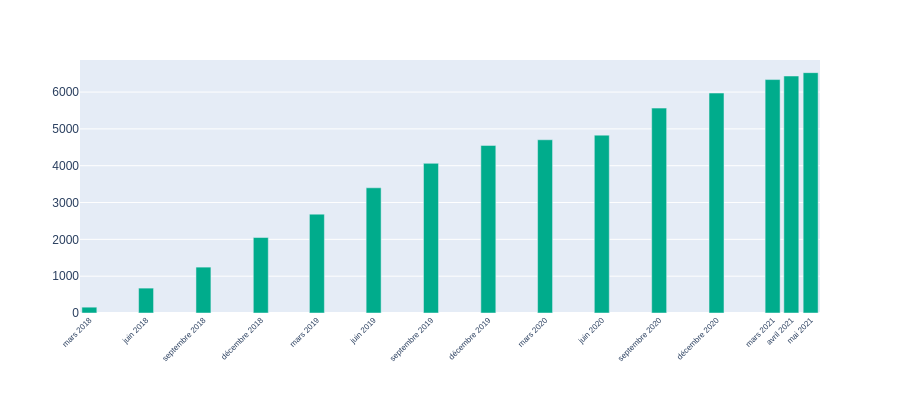 6000
5000
4000
3000
2000
1000
0
mars 2018
juin 2018
septembre 2018
décembre 2018
mars 2019
juin 2019
septembre 2019
décembre 2019
mars 2020
juin 2020
septembre 2020
décembre 2020
mars 2021
avril 2021
mai 2021